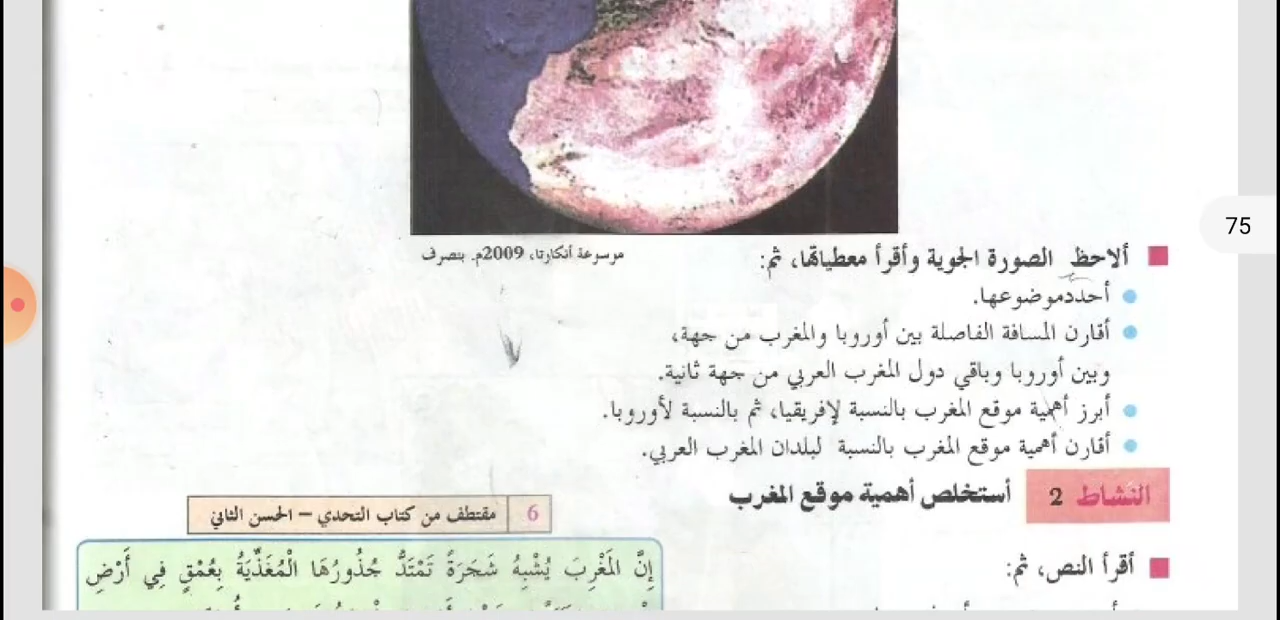 موسوعة أنكارتا، 2009م. بتصرف
75
ألاحظ الصورة الجوية وأقرأ معطياتها، ثم:
أحددموضوعها.
أقارن المسافة الفاصلة بين أوروبا والمغرب من جهة،
وبين أوروبا وباقي دول المغرب العربي من جهة ثانية.
أبرز أهمية موقع المغرب بالنسبة لإفريقيا، ثم بالنسبة لأوروبا.
أقارن أهمية موقع المغرب بالنسبة لبلدان المغرب العربي.
النشاط 2 أستخلص أهمية موقع المغرب
6 مقتطف من كتاب التحدي – الحسن الثاني
أقرأ النص، ثم:
إِنَّ المَغْرِبَ يُشْبِهُ شَجَرَةً تَمْتَدُّ جُذُورُهَا الْمُغَذِّيَةُ بِعُمْقٍ فِي أَرْضِ